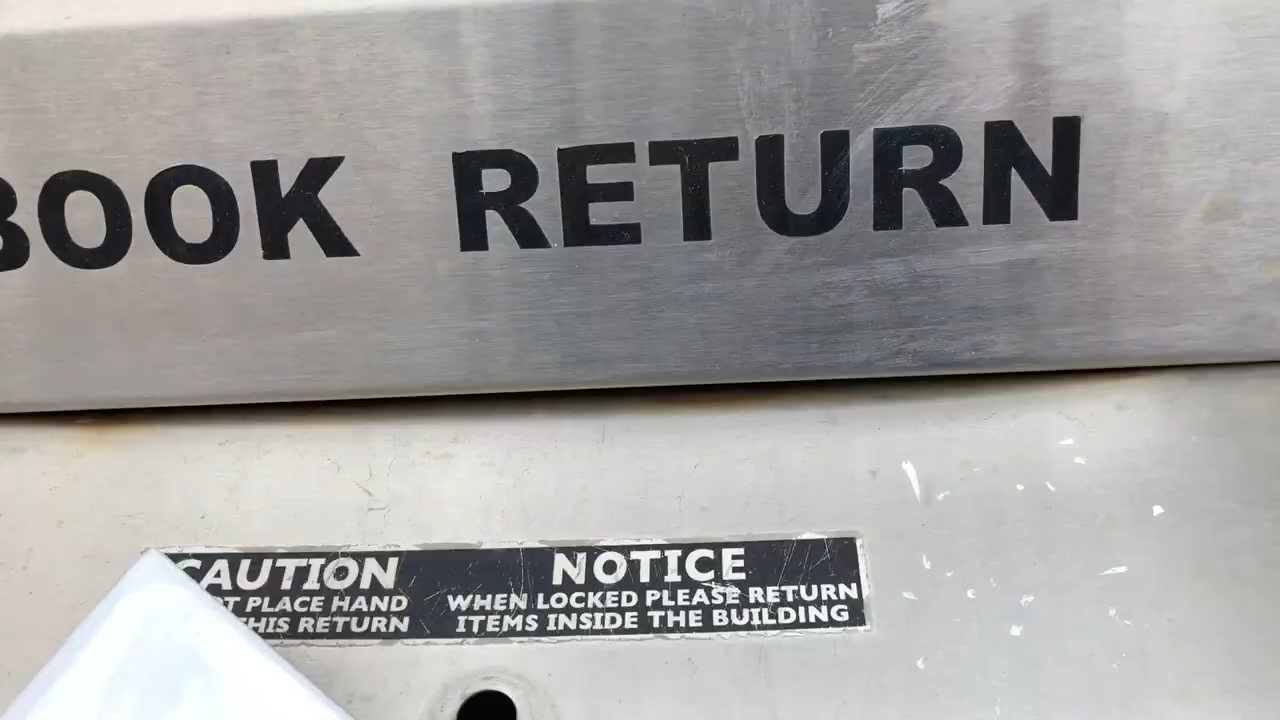 BOOK RETURN
CAUTION
PLACE HAND
THIS RETURN
NOTICE
WHEN LOCKED PLEASE RETURN
ITEMS INSIDE THE BUILDING